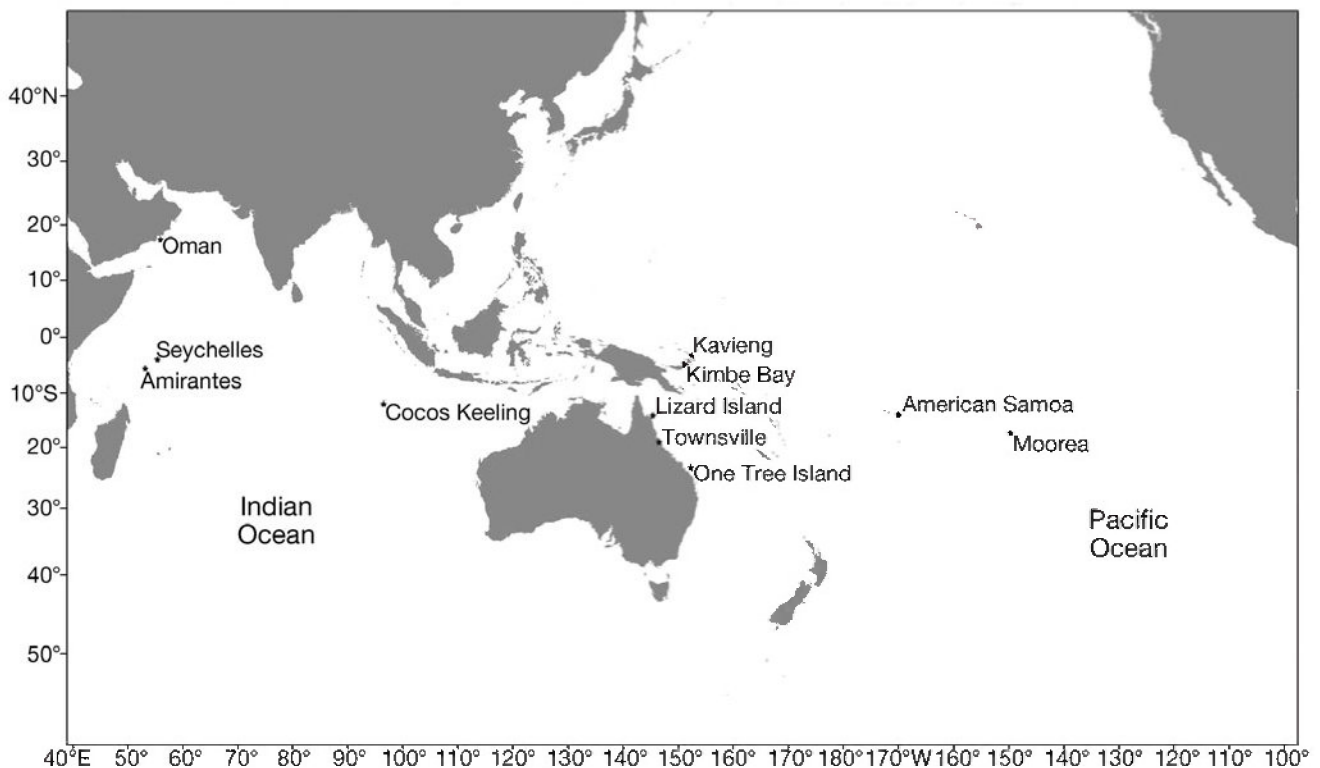 40°N
30°
20°
10°
0°
10°S
20°
30°
40°
50°
Oman
Seychelles
Amirantes
Cocos Keeling
Kavieng
Kimbe Bay
Lizard Island
Townsville
One Tree Island
American Samoa
Moorea
Indian
Ocean
Pacific
Ocean
40°E 50° 60° 70° 80° 90° 100° 110° 120° 130° 140° 150° 160° 170° 180° 170°W 160° 150° 140° 130° 120° 110° 100°